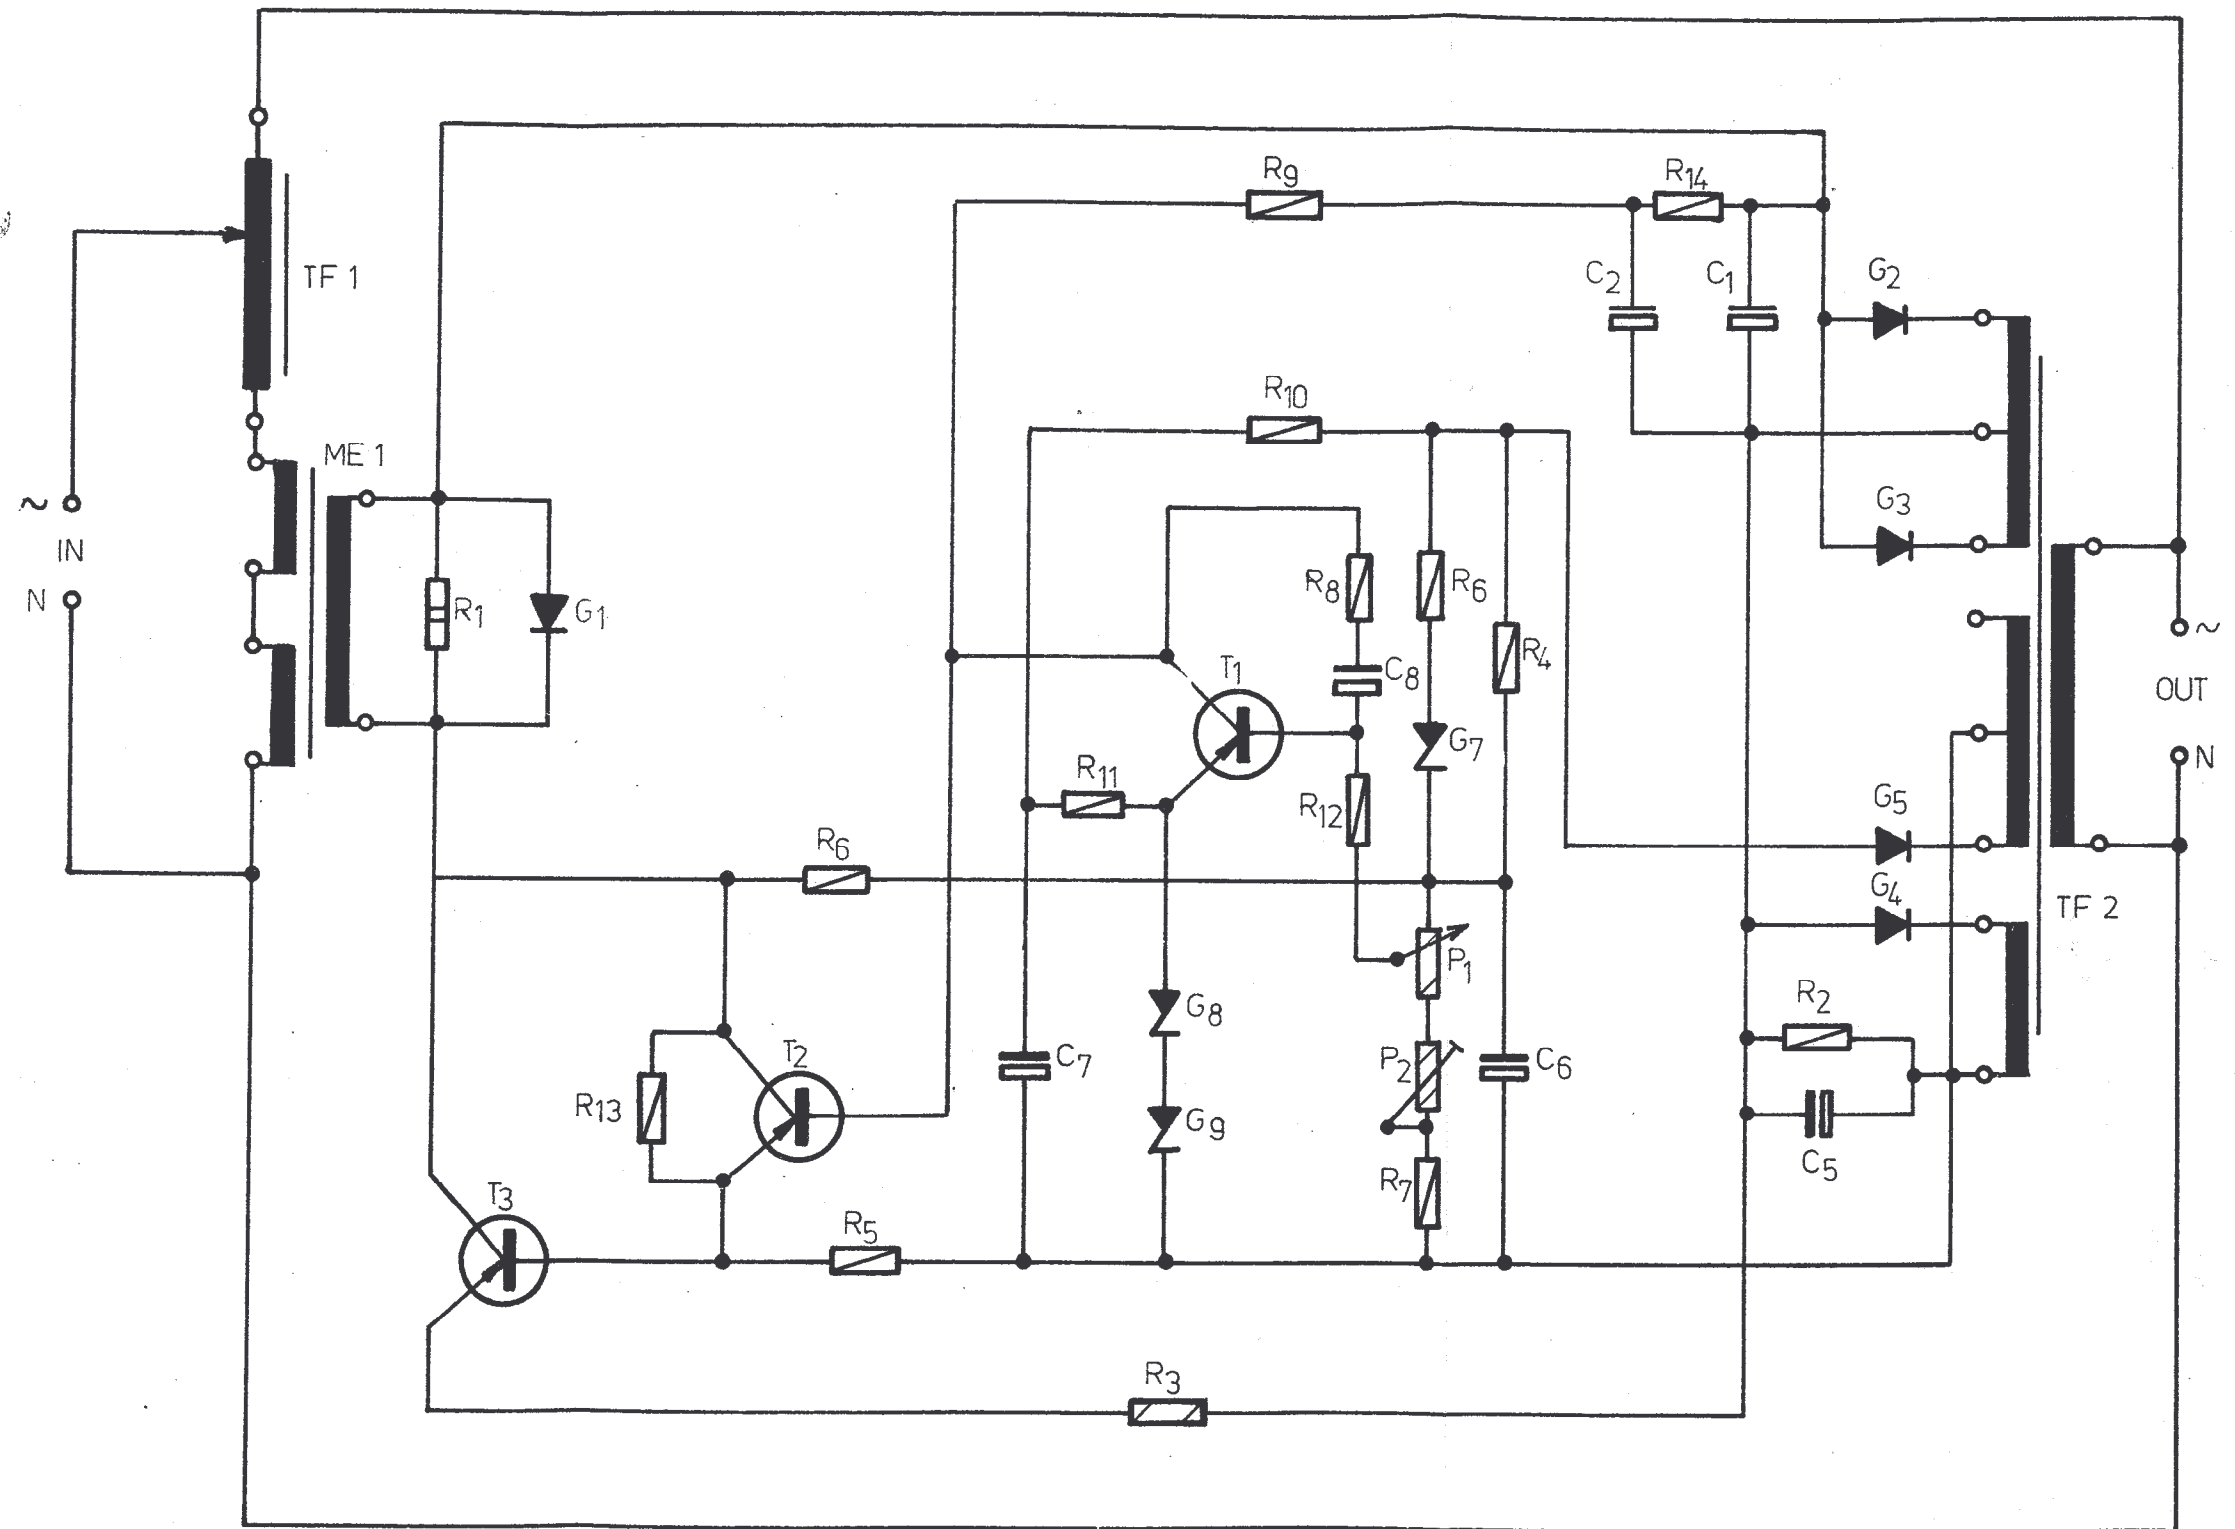 R9
R14
TF 1
C2
C1
G2
R10
ME 1
G3
~
IN
N
R1
G1
R8
R6
R4
C8
T1
G7
~
OUT
N
R11
R12
G5
R6
G4
TF 2
P1
R2
G8
T2
C7
P2
C6
R13
G9
C5
R7
T3
R5
R3